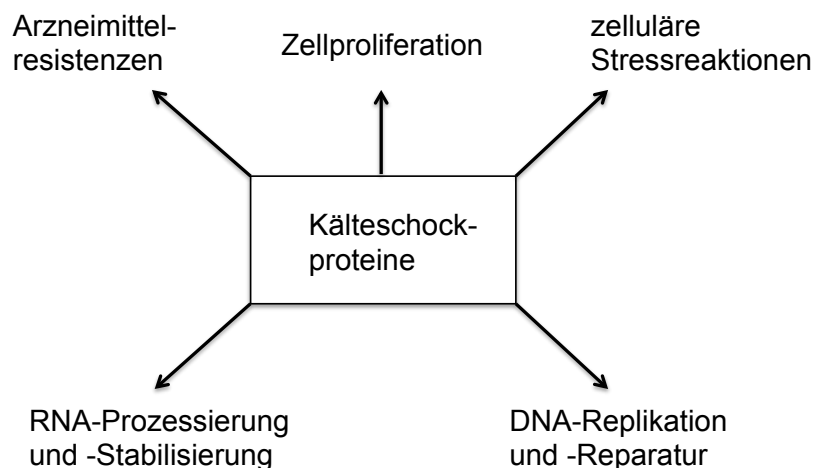 Arzneimittel-
resistenzen
Zellproliferation
zelluläre
Stressreaktionen
Kälteschock-
proteine
RNA-Prozessierung
und -Stabilisierung
DNA-Replikation
und -Reparatur